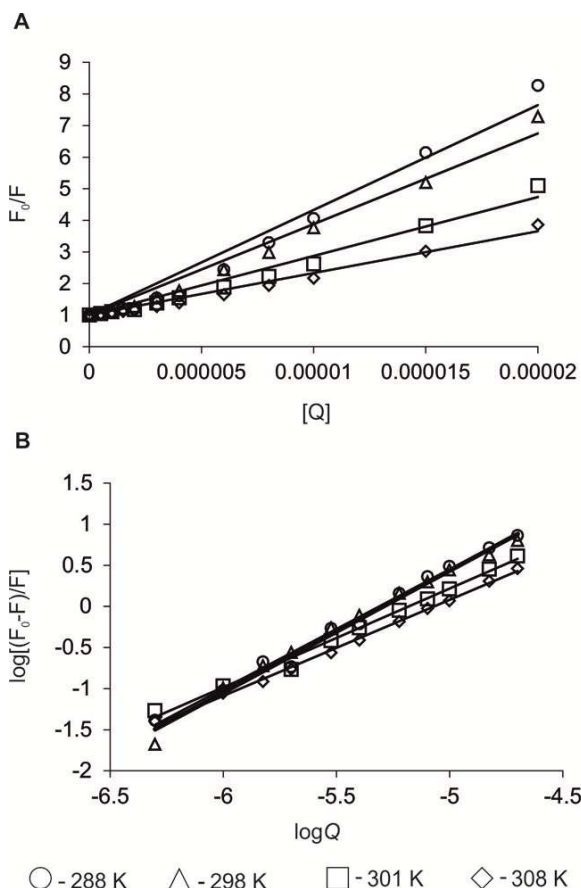 A
9
8
7
6
5
4
3
2
1
0
F₀/F
0 0.000005 0.00001 0.000015 0.00002
[Q]
B
1.5
1
0.5
0
-0.5
-1
-1.5
-2
log[(F₀-F)/F]
-6.5 -6 -5.5 -5 -4.5
logQ
- 288 K - 298 K - 301 K - 308 K